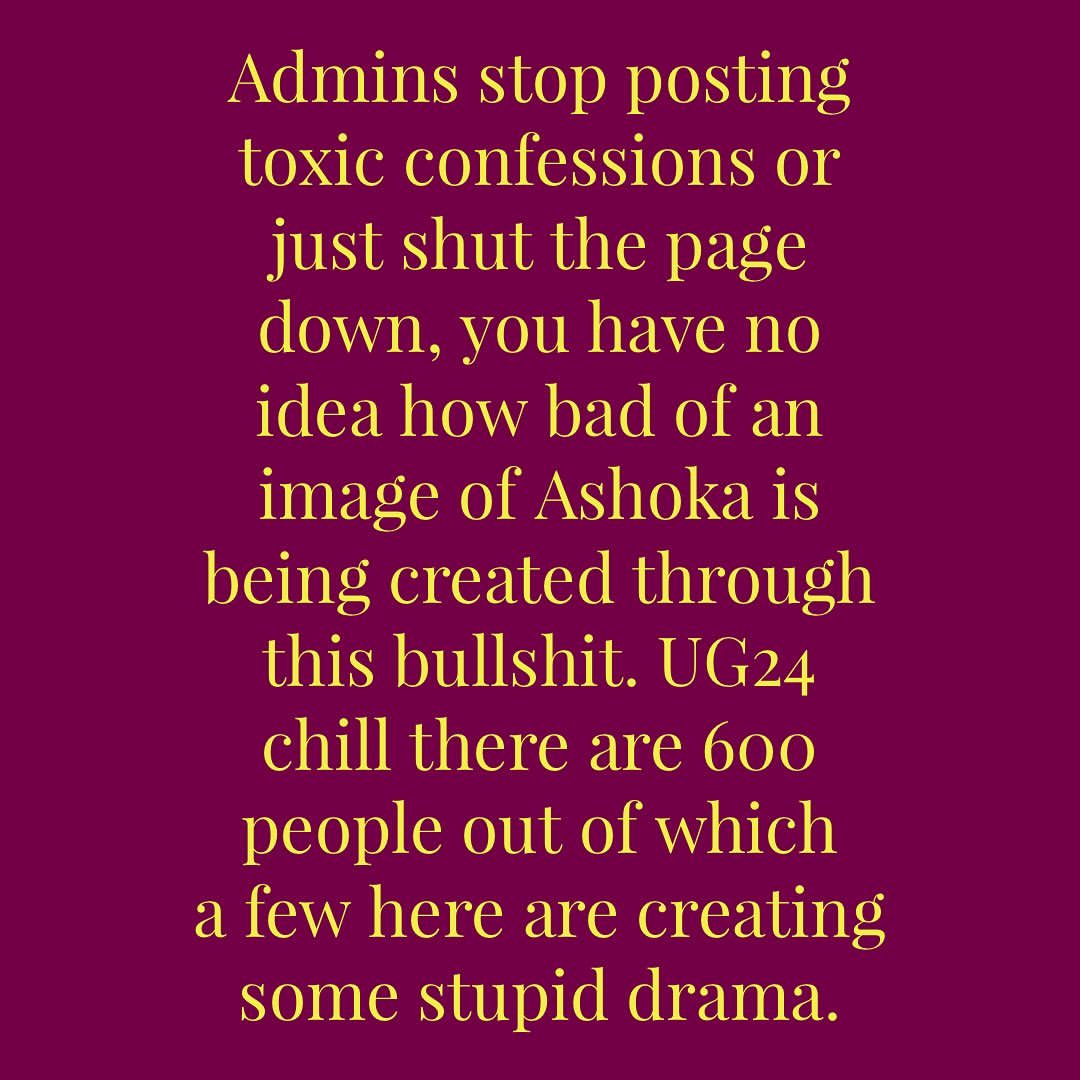 Admins stop posting
toxic confessions or
just shut the page
down, you have no
idea how bad of an
image of Ashoka is
being created through
this bullshit. UG24
chill there are 600
people out of which
a few here are creating
some stupid drama.